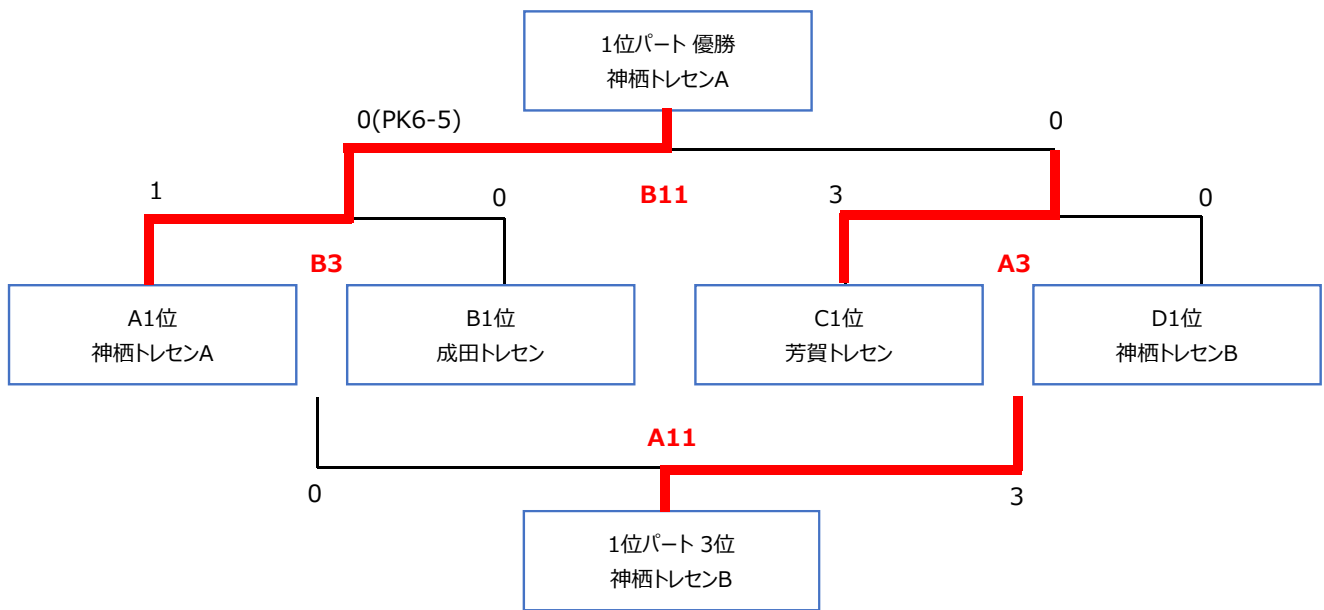 1位パート 優勝
神栖トレセンA
0(PK6-5)
0
1
0
B11
3
0
B3
A3
A1位
神栖トレセンA
B1位
成田トレセン
C1位
芳賀トレセン
D1位
神栖トレセンB
A11
0
3
1位パート 3位
神栖トレセンB